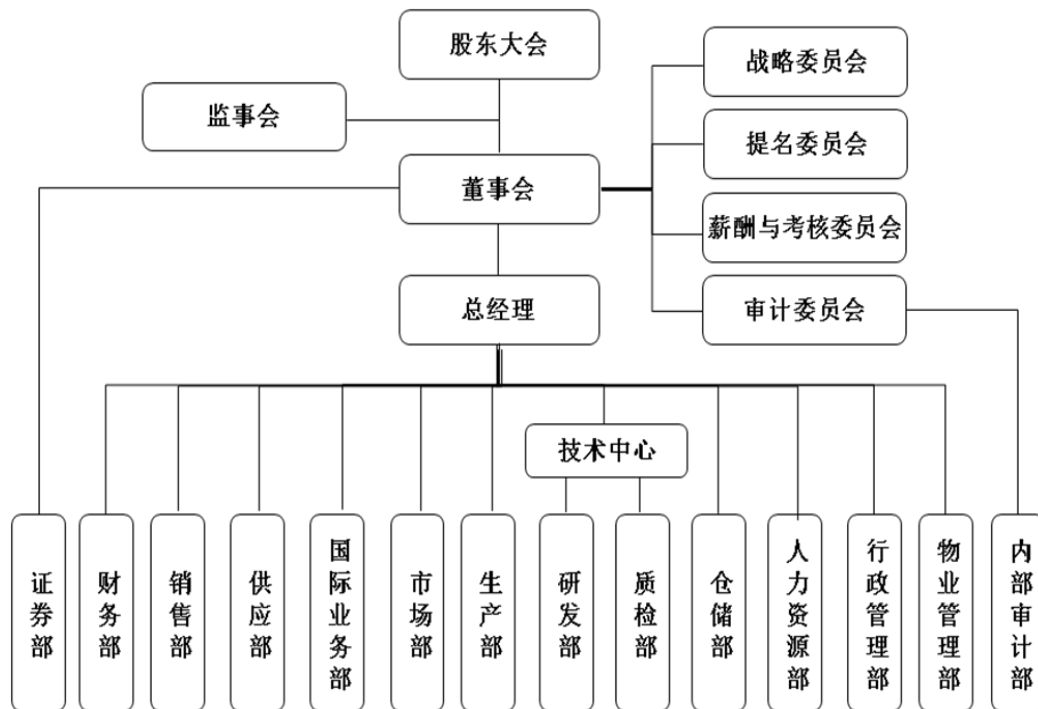 股东大会
战略委员会
监事会
提名委员会
董事会
薪酬与考核委员会
总经理
审计委员会
技术中心
证券部
财务部
销售部
供应部
国际业务部
市场部
生产部
研发部
质检部
仓储部
人力资源部
行政管理部
物业管理部
内部审计部